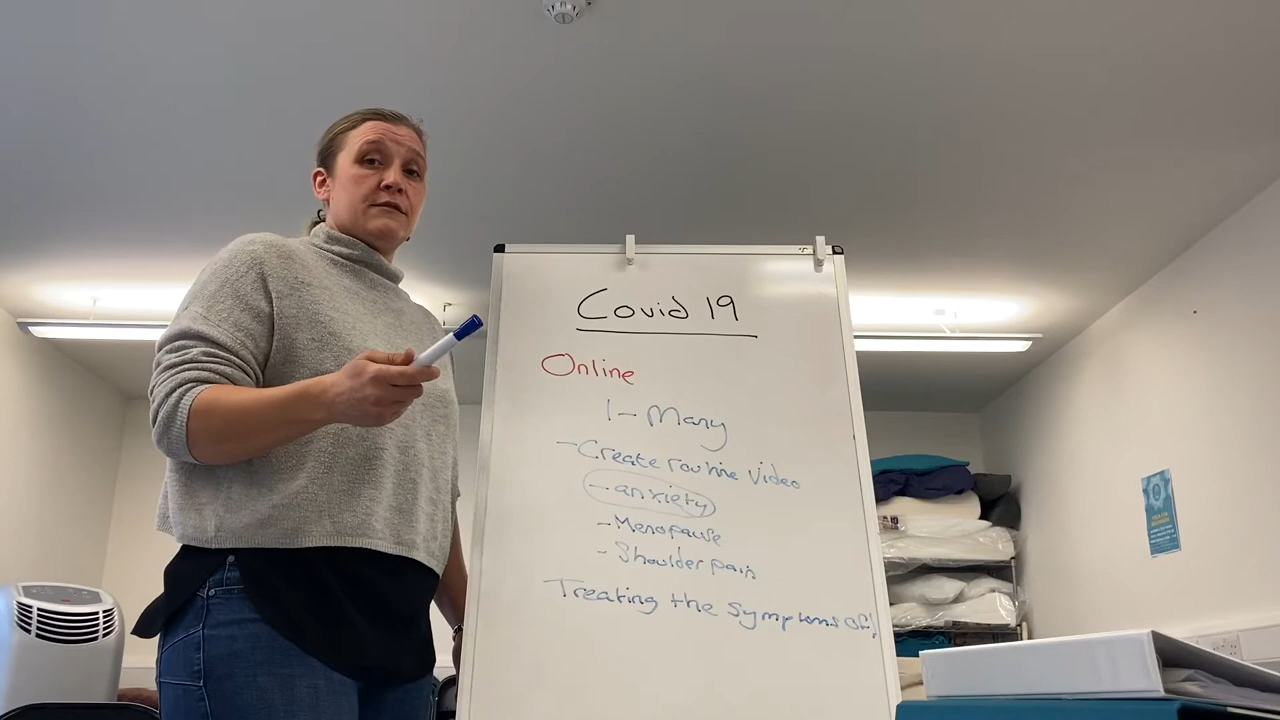 Covid 19
Online
1 - Many
- Create routine video
- anxiety
- Menopause
- Shoulder pain
Treating the symptoms of!